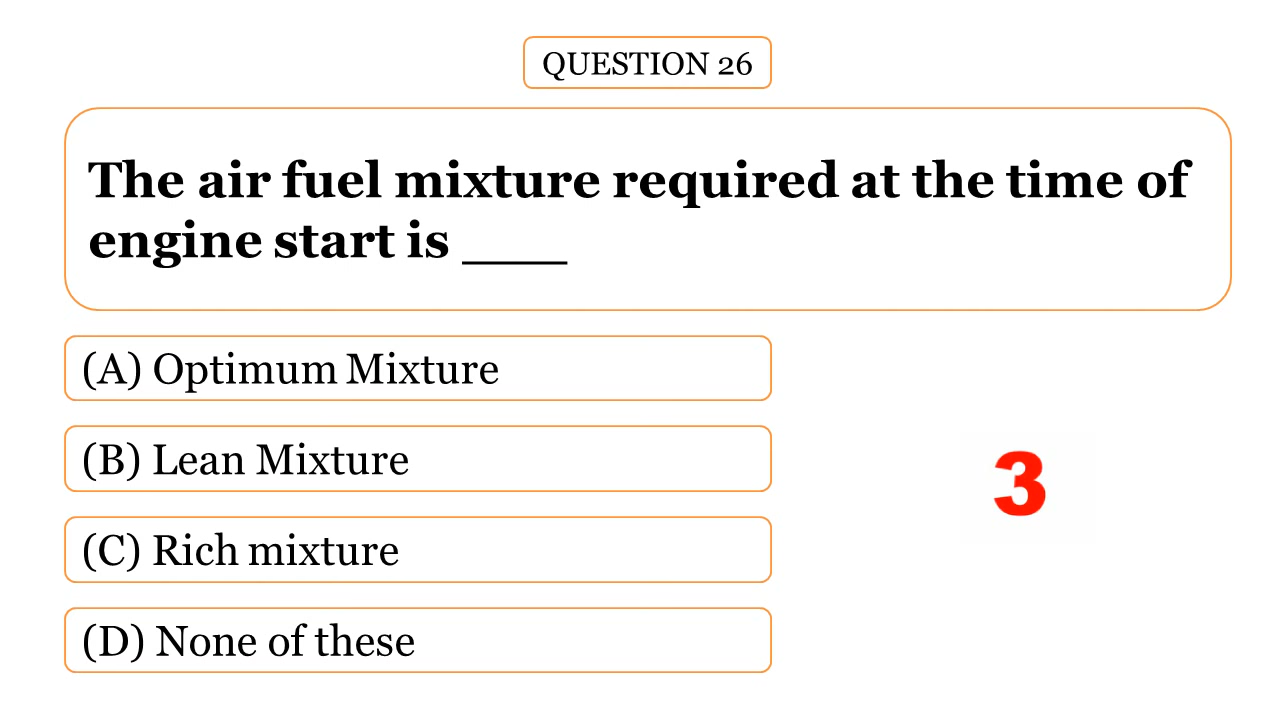 QUESTION 26
The air fuel mixture required at the time of
engine start is ____
(A) Optimum Mixture
(B) Lean Mixture
(C) Rich mixture
(D) None of these
3